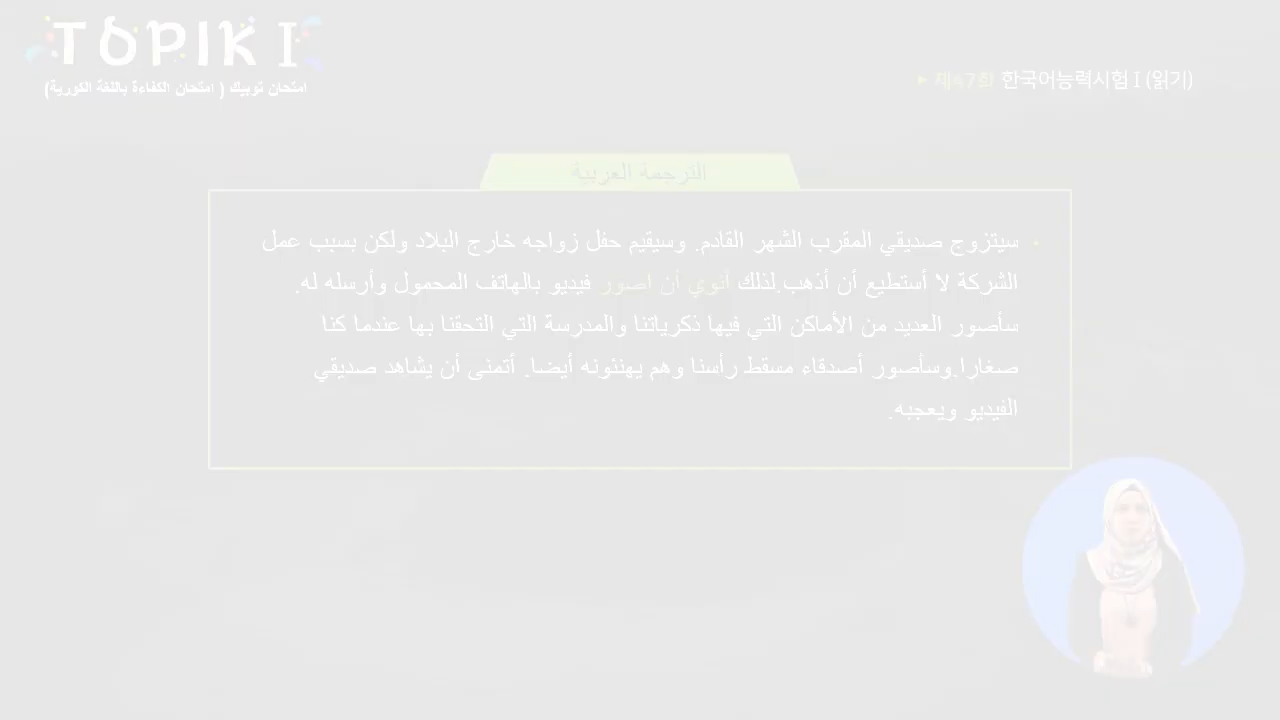 TOPIK I
امتحان توبيك ( امتحان الكفاءة باللغة الكورية)
▸ 제47회 한국어능력시험 I (읽기)
الترجمة العربية
• سيتزوج صديقي المقرب الشهر القادم. وسيقيم حفل زواجه خارج البلاد ولكن بسبب عمل
الشركة لا أستطيع أن أذهب.لذلك أنوي أن اصور فيديو بالهاتف المحمول وأرسله له.
سأصور العديد من الأماكن التي فيها ذكرياتنا والمدرسة التي التحقنا بها عندما كنا
صغارا.وسأصور أصدقاء مسقط رأسنا وهم يهنئونه أيضا. أتمنى أن يشاهد صديقي
الفيديو ويعجبه.